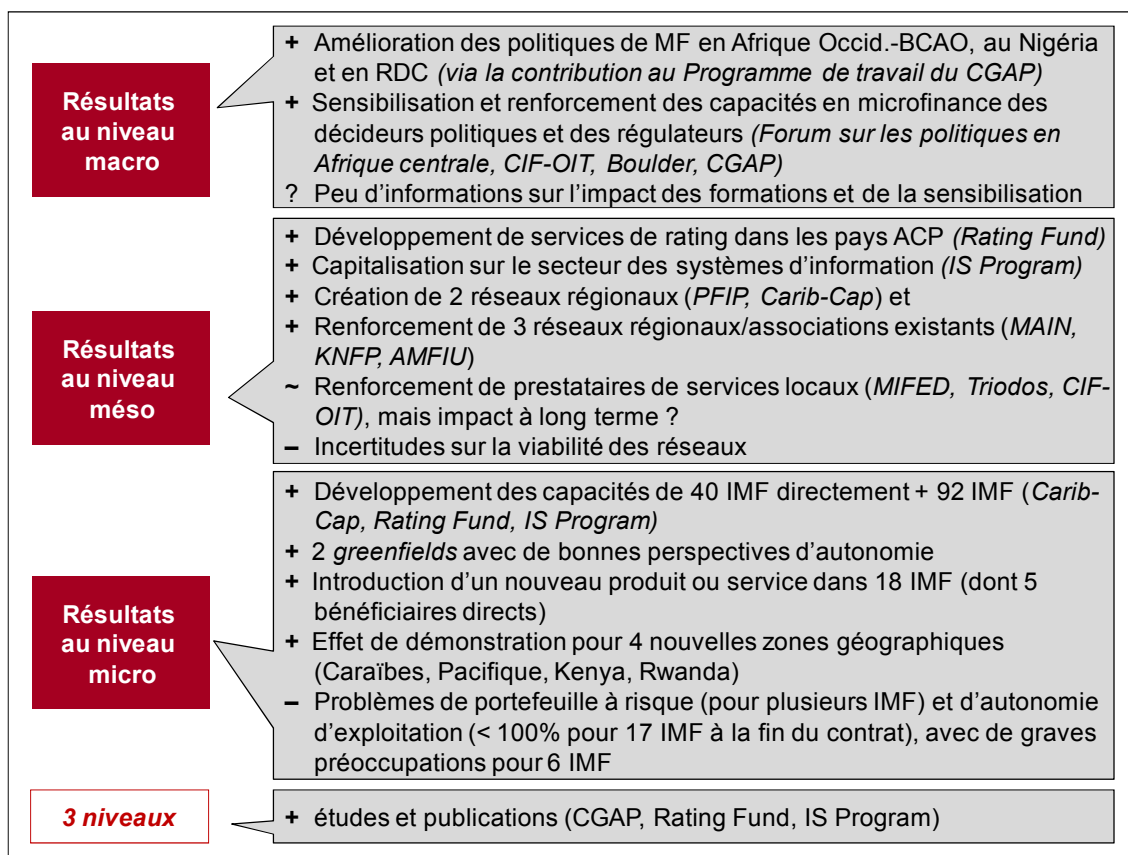 Résultats
au niveau
macro
+ Amélioration des politiques de MF en Afrique Occid.-BCAO, au Nigéria
et en RDC (via la contribution au Programme de travail du CGAP)
+ Sensibilisation et renforcement des capacités en microfinance des
décideurs politiques et des régulateurs (Forum sur les politiques en
Afrique centrale, CIF-OIT, Boulder, CGAP)
? Peu d'informations sur l'impact des formations et de la sensibilisation
Résultats
au niveau
méso
+ Développement de services de rating dans les pays ACP (Rating Fund)
+ Capitalisation sur le secteur des systèmes d'information (IS Program)
+ Création de 2 réseaux régionaux (PFIP, Carib-Cap) et
+ Renforcement de 3 réseaux régionaux/associations existants (MAIN,
KNFP, AMFIU)
~ Renforcement de prestataires de services locaux (MIFED, Triodos, CIF-
OIT), mais impact à long terme ?
– Incertitudes sur la viabilité des réseaux
Résultats
au niveau
micro
+ Développement des capacités de 40 IMF directement + 92 IMF (Carib-
Cap, Rating Fund, IS Program)
+ 2 greenfields avec de bonnes perspectives d'autonomie
+ Introduction d'un nouveau produit ou service dans 18 IMF (dont 5
bénéficiaires directs)
+ Effet de démonstration pour 4 nouvelles zones géographiques
(Caraïbes, Pacifique, Kenya, Rwanda)
– Problèmes de portefeuille à risque (pour plusieurs IMF) et d'autonomie
d'exploitation (< 100% pour 17 IMF à la fin du contrat), avec de graves
préoccupations pour 6 IMF
3 niveaux
+ études et publications (CGAP, Rating Fund, IS Program)